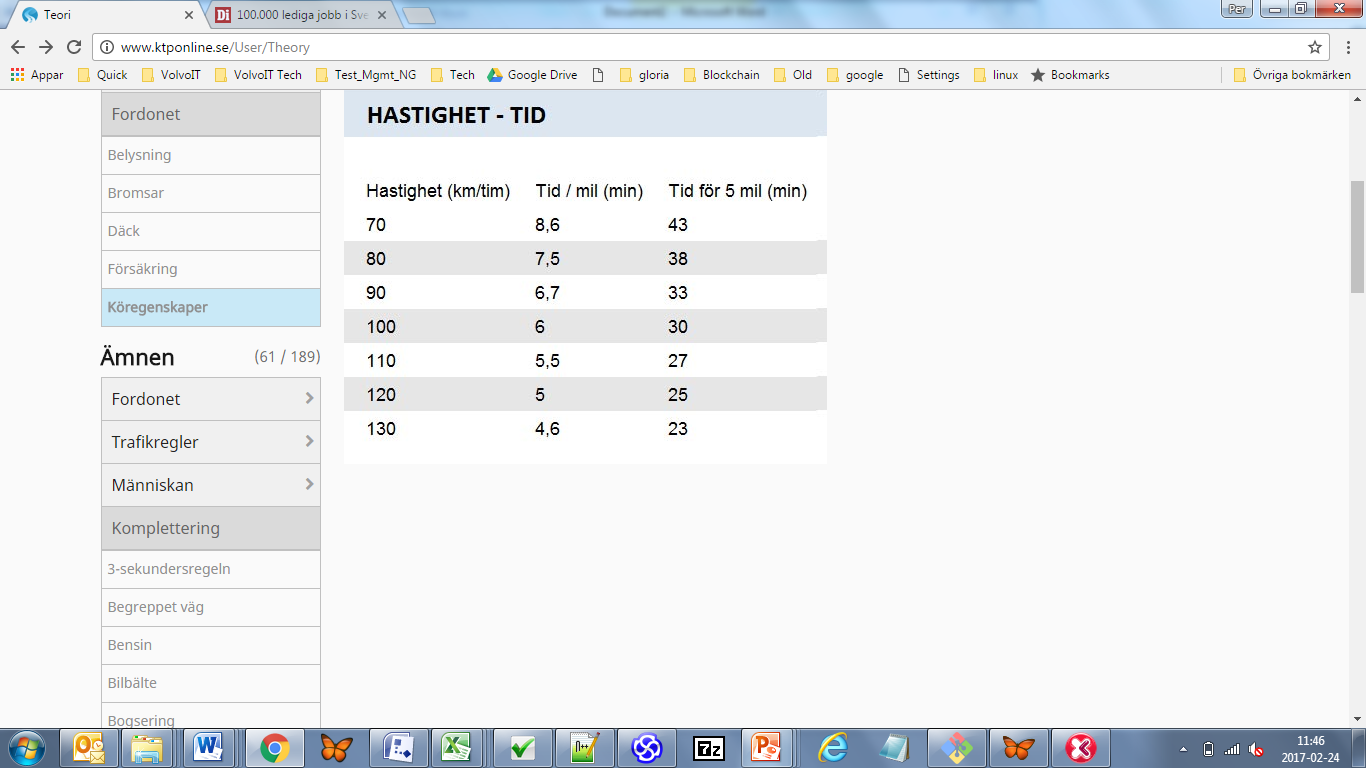 Teori
100.000 lediga jobb i Sve
Per
www.ktponline.se/User/Theory
Appar Quick VolvoIT VolvoIT Tech Test_Mgmt_NG Tech Google Drive gloria Blockchain Old google Settings linux Bookmarks Övriga bokmärken
Fordonet
Belysning
Bromsar
Däck
Försäkring
Köregenskaper
Ämnen (61 / 189)
Fordonet
Trafikregler
Människan
Komplettering
3-sekundersregeln
Begreppet väg
Bensin
Bilbälte
Bogsering
HASTIGHET - TID
Hastighet (km/tim) Tid / mil (min) Tid för 5 mil (min)
70 8,6 43
80 7,5 38
90 6,7 33
100 6 30
110 5,5 27
120 5 25
130 4,6 23
11:46
2017-02-24